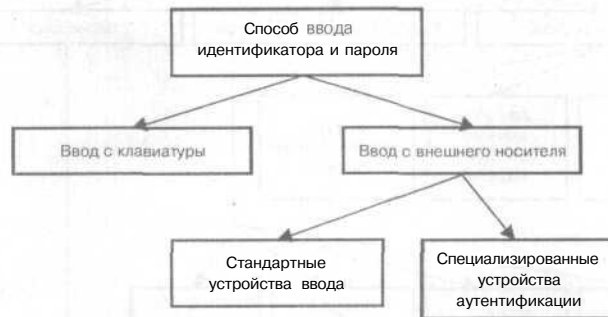 Способ ввода
идентификатора и пароля
Ввод с клавиатуры
Ввод с внешнего носителя
Стандартные
устройства ввода
Специализированные
устройства
аутентификации